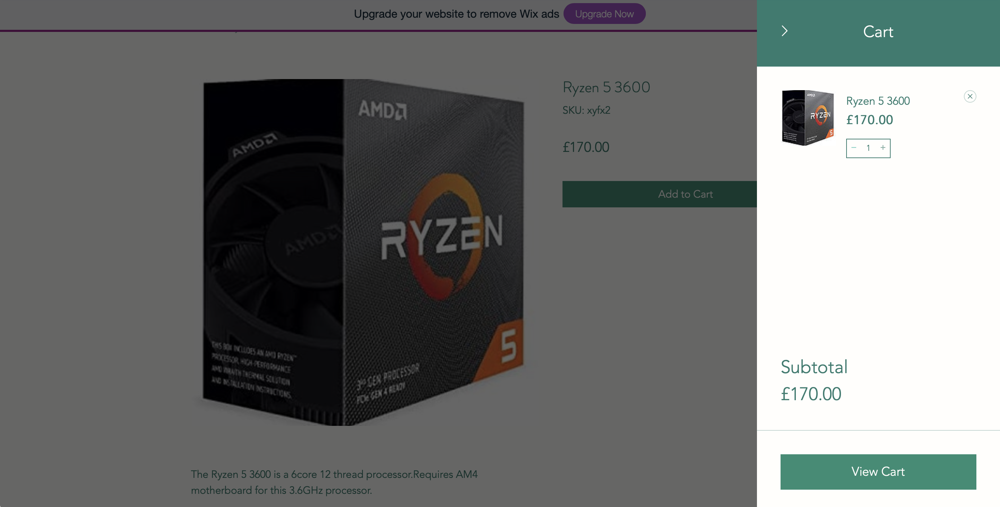 Upgrade your website to remove Wix ads Upgrade Now
Cart
Ryzen 5 3600
SKU: xyfx2
£170.00
Add to Cart
AMD
AMD
AMD
RYZEN
5
THIS BOX INCLUDES AN AMD RYZEN™
PROCESSOR, HIGH-PERFORMANCE
AMD WRAITH THERMAL SOLUTION
AND INSTALLATION INSTRUCTIONS.
3RD GEN PROCESSOR
PCIe GEN 4 READY
The Ryzen 5 3600 is a 6core 12 thread processor.Requires AM4
motherboard for this 3.6GHz processor.
AMD
RYZEN
5
Ryzen 5 3600
£170.00
− 1 +
Subtotal
£170.00
View Cart